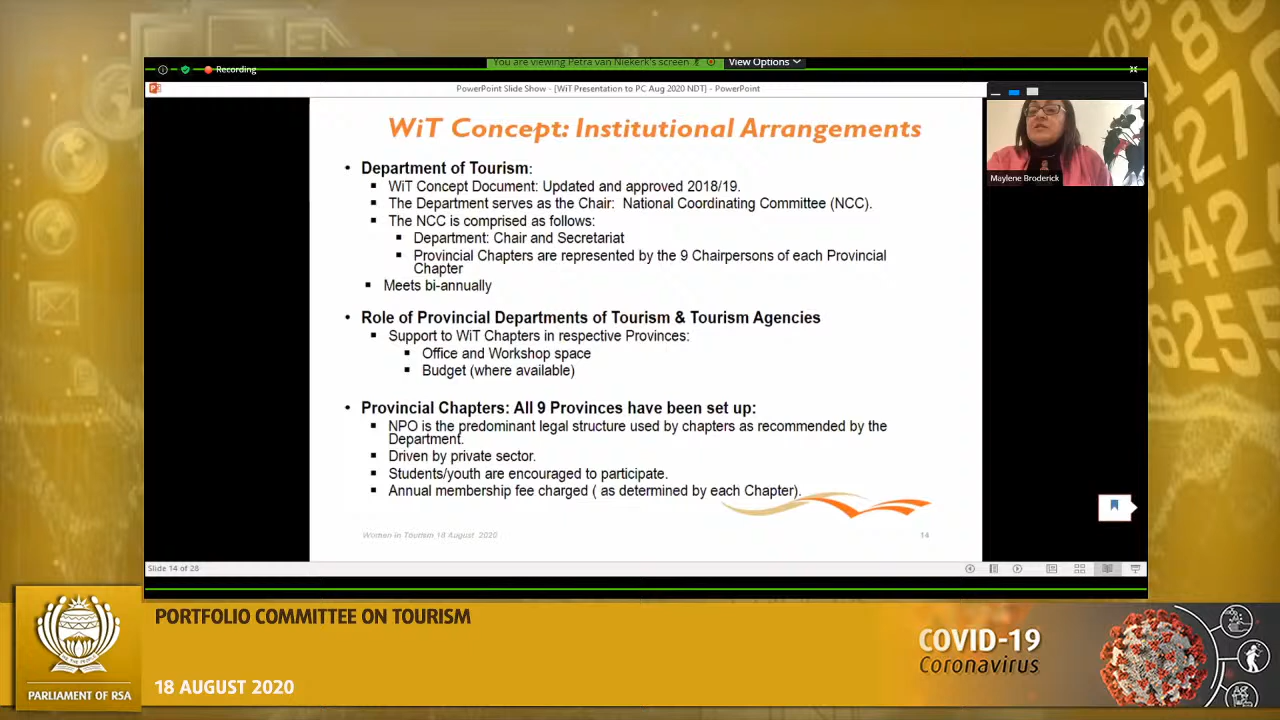 Recording
You are viewing Petra van Niekerk's screen
View Options
PowerPoint Slide Show - [WiT Presentation to PC Aug 2020 NDT] - PowerPoint
WiT Concept: Institutional Arrangements
Maylene Broderick
• Department of Tourism:
▪ WiT Concept Document: Updated and approved 2018/19.
▪ The Department serves as the Chair: National Coordinating Committee (NCC).
▪ The NCC is comprised as follows:
▪ Department: Chair and Secretariat
▪ Provincial Chapters are represented by the 9 Chairpersons of each Provincial
Chapter
▪ Meets bi-annually
• Role of Provincial Departments of Tourism & Tourism Agencies
▪ Support to WiT Chapters in respective Provinces:
▪ Office and Workshop space
▪ Budget (where available)
• Provincial Chapters: All 9 Provinces have been set up:
▪ NPO is the predominant legal structure used by chapters as recommended by the
Department.
▪ Driven by private sector.
▪ Students/youth are encouraged to participate.
▪ Annual membership fee charged ( as determined by each Chapter).
Women in Tourism 18 August 2020
14
Slide 14 of 28
PORTFOLIO COMMITTEE ON TOURISM
18 AUGUST 2020
PARLIAMENT OF RSA
COVID-19
Coronavirus